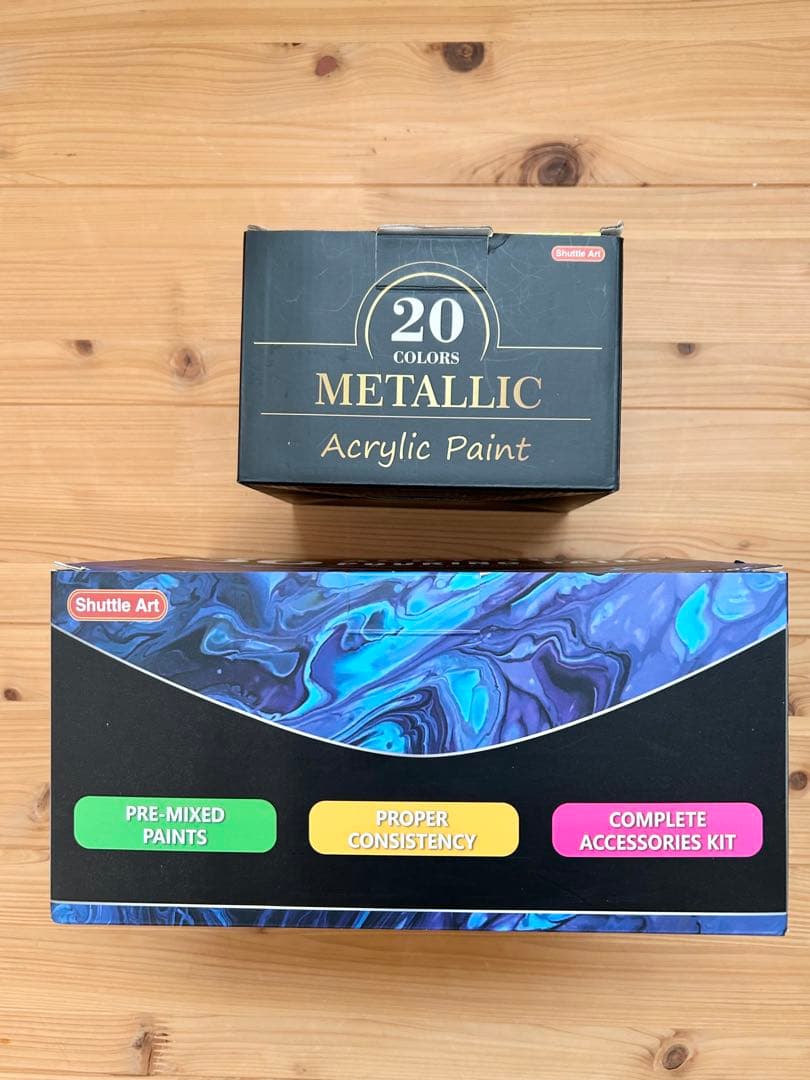 Shuttle Art
20
COLORS
METALLIC
Acrylic Paint
Shuttle Art
PRE-MIXED
PAINTS
PROPER
CONSISTENCY
COMPLETE
ACCESSORIES KIT